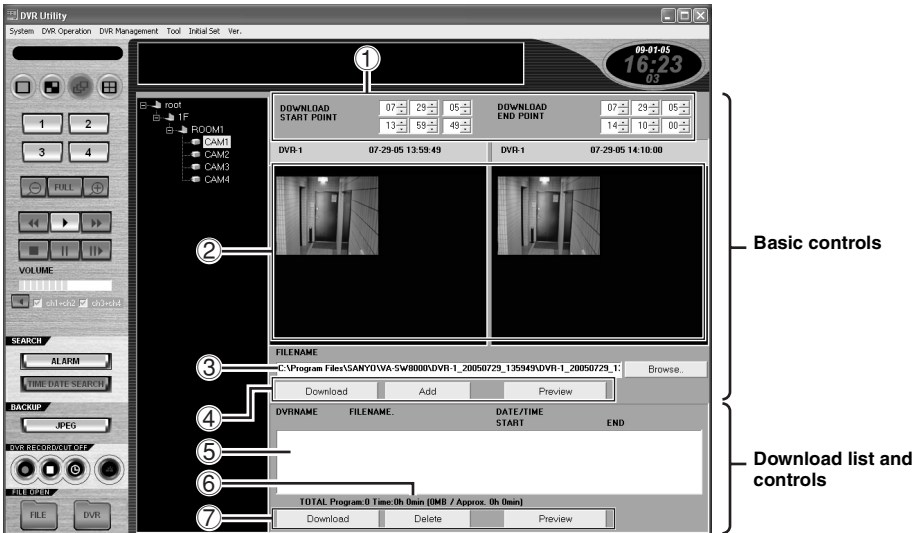 DVR Utility
System DVR Operation DVR Management Tool Initial Set Ver.
1
09-01-05
16:23
03
1 2
3 4
FULL
VOLUME
ch1+ch2 ch3+ch4
SEARCH
ALARM
TIME DATE SEARCH
BACKUP
JPEG
DVR RECORD/CUT OFF
FILE OPEN
FILE DVR
root
1F
ROOM1
CAM1
CAM2
CAM3
CAM4
DOWNLOAD START POINT
07 29 05
13 59 49
DOWNLOAD END POINT
07 29 05
14 10 00
DVR-1 07-29-05 13:59:49
DVR-1 07-29-05 14:10:00
2
FILENAME
3
C:\Program Files\SANYO\VA-SW8000\DVR-1_20050729_135949\DVR-1_20050729_1
Browse..
4
Download Add Preview
DVRNAME FILENAME. DATE/TIME
START END
5
6
TOTAL Program:0 Time:0h 0min (0MB / Approx. 0h 0min)
7
Download Delete Preview
Basic controls
Download list and
controls